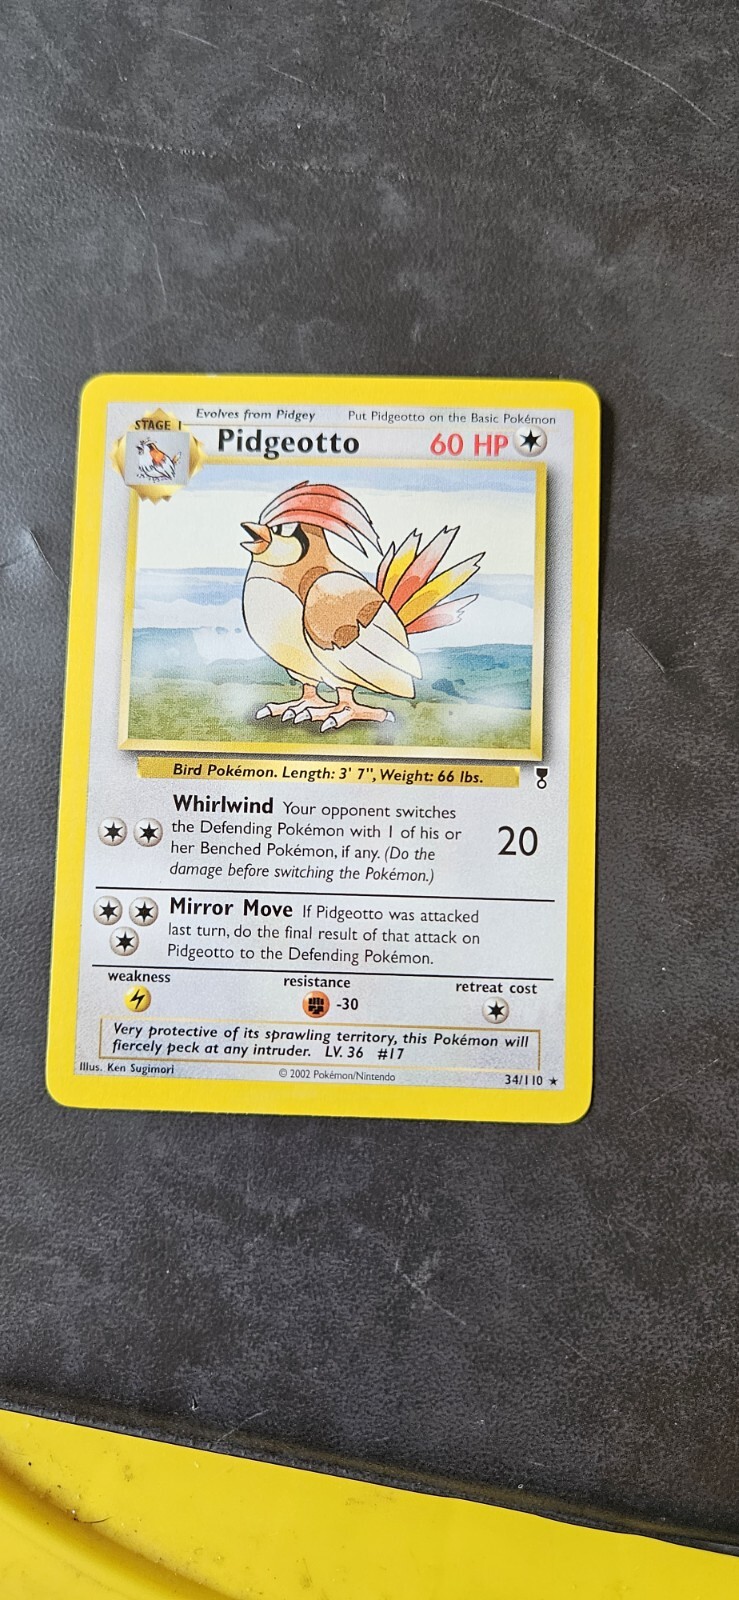 Evolves from Pidgey Put Pidgeotto on the Basic Pokémon
STAGE 1
Pidgeotto 60 HP
Bird Pokémon. Length: 3' 7", Weight: 66 lbs.
Whirlwind Your opponent switches
the Defending Pokémon with 1 of his or
her Benched Pokémon, if any. (Do the
damage before switching the Pokémon.)
20
Mirror Move If Pidgeotto was attacked
last turn, do the final result of that attack on
Pidgeotto to the Defending Pokémon.
weakness resistance retreat cost
-30
Very protective of its sprawling territory, this Pokémon will
fiercely peck at any intruder. LV. 36 #17
Illus. Ken Sugimori © 2002 Pokémon/Nintendo 34/110 ★